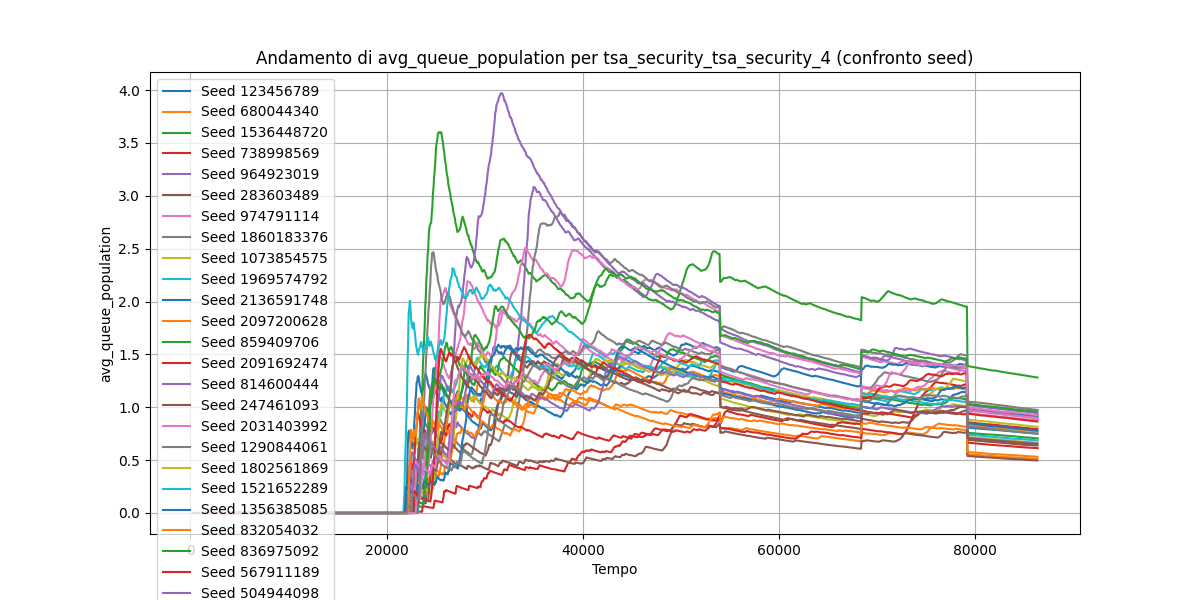 Andamento di avg_queue_population per tsa_security_tsa_security_4 (confronto seed)
avg_queue_population
4.0
3.5
3.0
2.5
2.0
1.5
1.0
0.5
0.0
Seed 123456789
Seed 680044340
Seed 1536448720
Seed 738998569
Seed 964923019
Seed 283603489
Seed 974791114
Seed 1860183376
Seed 1073854575
Seed 1969574792
Seed 2136591748
Seed 2097200628
Seed 859409706
Seed 2091692474
Seed 814600444
Seed 247461093
Seed 2031403992
Seed 1290844061
Seed 1802561869
Seed 1521652289
Seed 1356385085
Seed 832054032
Seed 836975092
Seed 567911189
Seed 504944098
0 20000 40000 60000 80000
Tempo